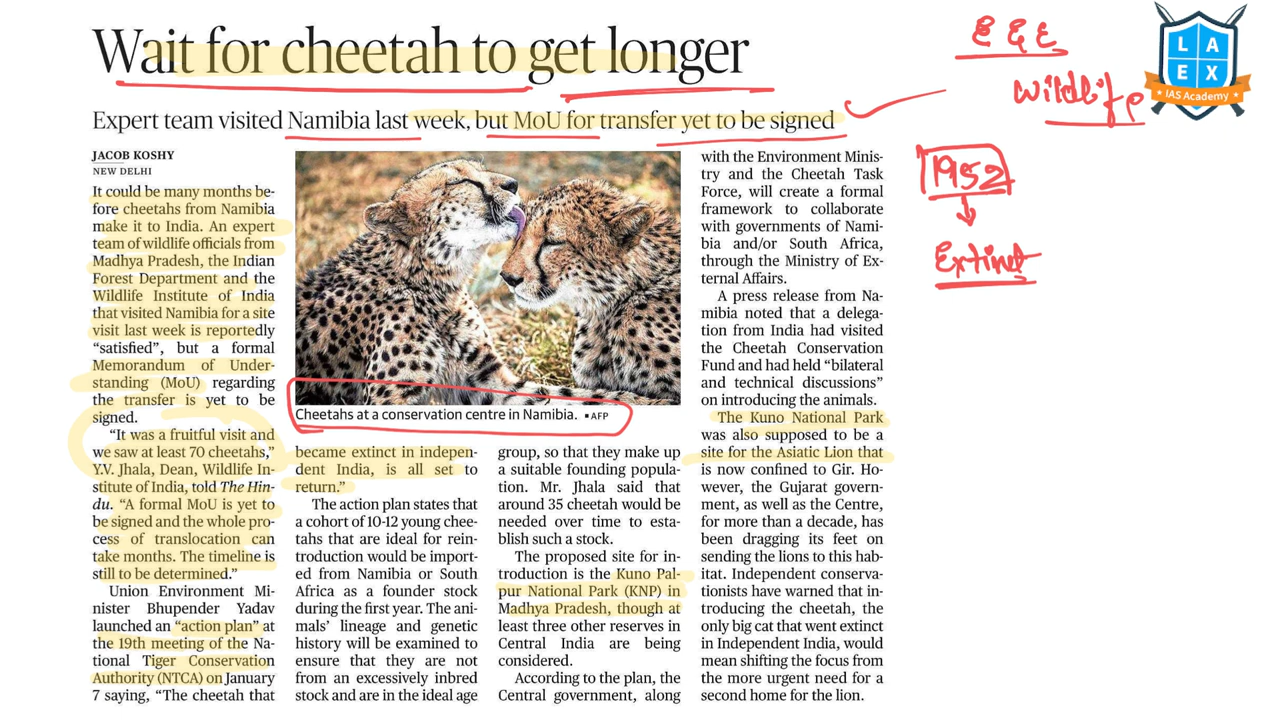 Wait for cheetah to get longer
Expert team visited Namibia last week, but MoU for transfer yet to be signed
JACOB KOSHY
NEW DELHI
It could be many months be-
fore cheetahs from Namibia
make it to India. An expert
team of wildlife officials from
Madhya Pradesh, the Indian
Forest Department and the
Wildlife Institute of India
that visited Namibia for a site
visit last week is reportedly
“satisfied”, but a formal
Memorandum of Under-
standing (MoU) regarding
the transfer is yet to be
signed.
“It was a fruitful visit and
we saw at least 70 cheetahs,”
Y.V. Jhala, Dean, Wildlife In-
stitute of India, told The Hin-
du. “A formal MoU is yet to
be signed and the whole pro-
cess of translocation can
take months. The timeline is
still to be determined.”
Union Environment Mi-
nister Bhupender Yadav
launched an “action plan” at
the 19th meeting of the Na-
tional Tiger Conservation
Authority (NTCA) on January
7 saying, “The cheetah that
Cheetahs at a conservation centre in Namibia. ▪AFP
became extinct in indepen-
dent India, is all set to
return.”
The action plan states that
a cohort of 10-12 young chee-
tahs that are ideal for rein-
troduction would be import-
ed from Namibia or South
Africa as a founder stock
during the first year. The ani-
mals’ lineage and genetic
history will be examined to
ensure that they are not
from an excessively inbred
stock and are in the ideal age
group, so that they make up
a suitable founding popula-
tion. Mr. Jhala said that
around 35 cheetah would be
needed over time to esta-
blish such a stock.
The proposed site for in-
troduction is the Kuno Pal-
pur National Park (KNP) in
Madhya Pradesh, though at
least three other reserves in
Central India are being
considered.
According to the plan, the
Central government, along
with the Environment Minis-
try and the Cheetah Task
Force, will create a formal
framework to collaborate
with governments of Nami-
bia and/or South Africa,
through the Ministry of Ex-
ternal Affairs.
A press release from Na-
mibia noted that a delega-
tion from India had visited
the Cheetah Conservation
Fund and had held “bilateral
and technical discussions”
on introducing the animals.
The Kuno National Park
was also supposed to be a
site for the Asiatic Lion that
is now confined to Gir. Ho-
wever, the Gujarat govern-
ment, as well as the Centre,
for more than a decade, has
been dragging its feet on
sending the lions to this hab-
itat. Independent conserva-
tionists have warned that in-
troducing the cheetah, the
only big cat that went extinct
in Independent India, would
mean shifting the focus from
the more urgent need for a
second home for the lion.
Wildlife
1952
Extinct
L A
E X
IAS Academy